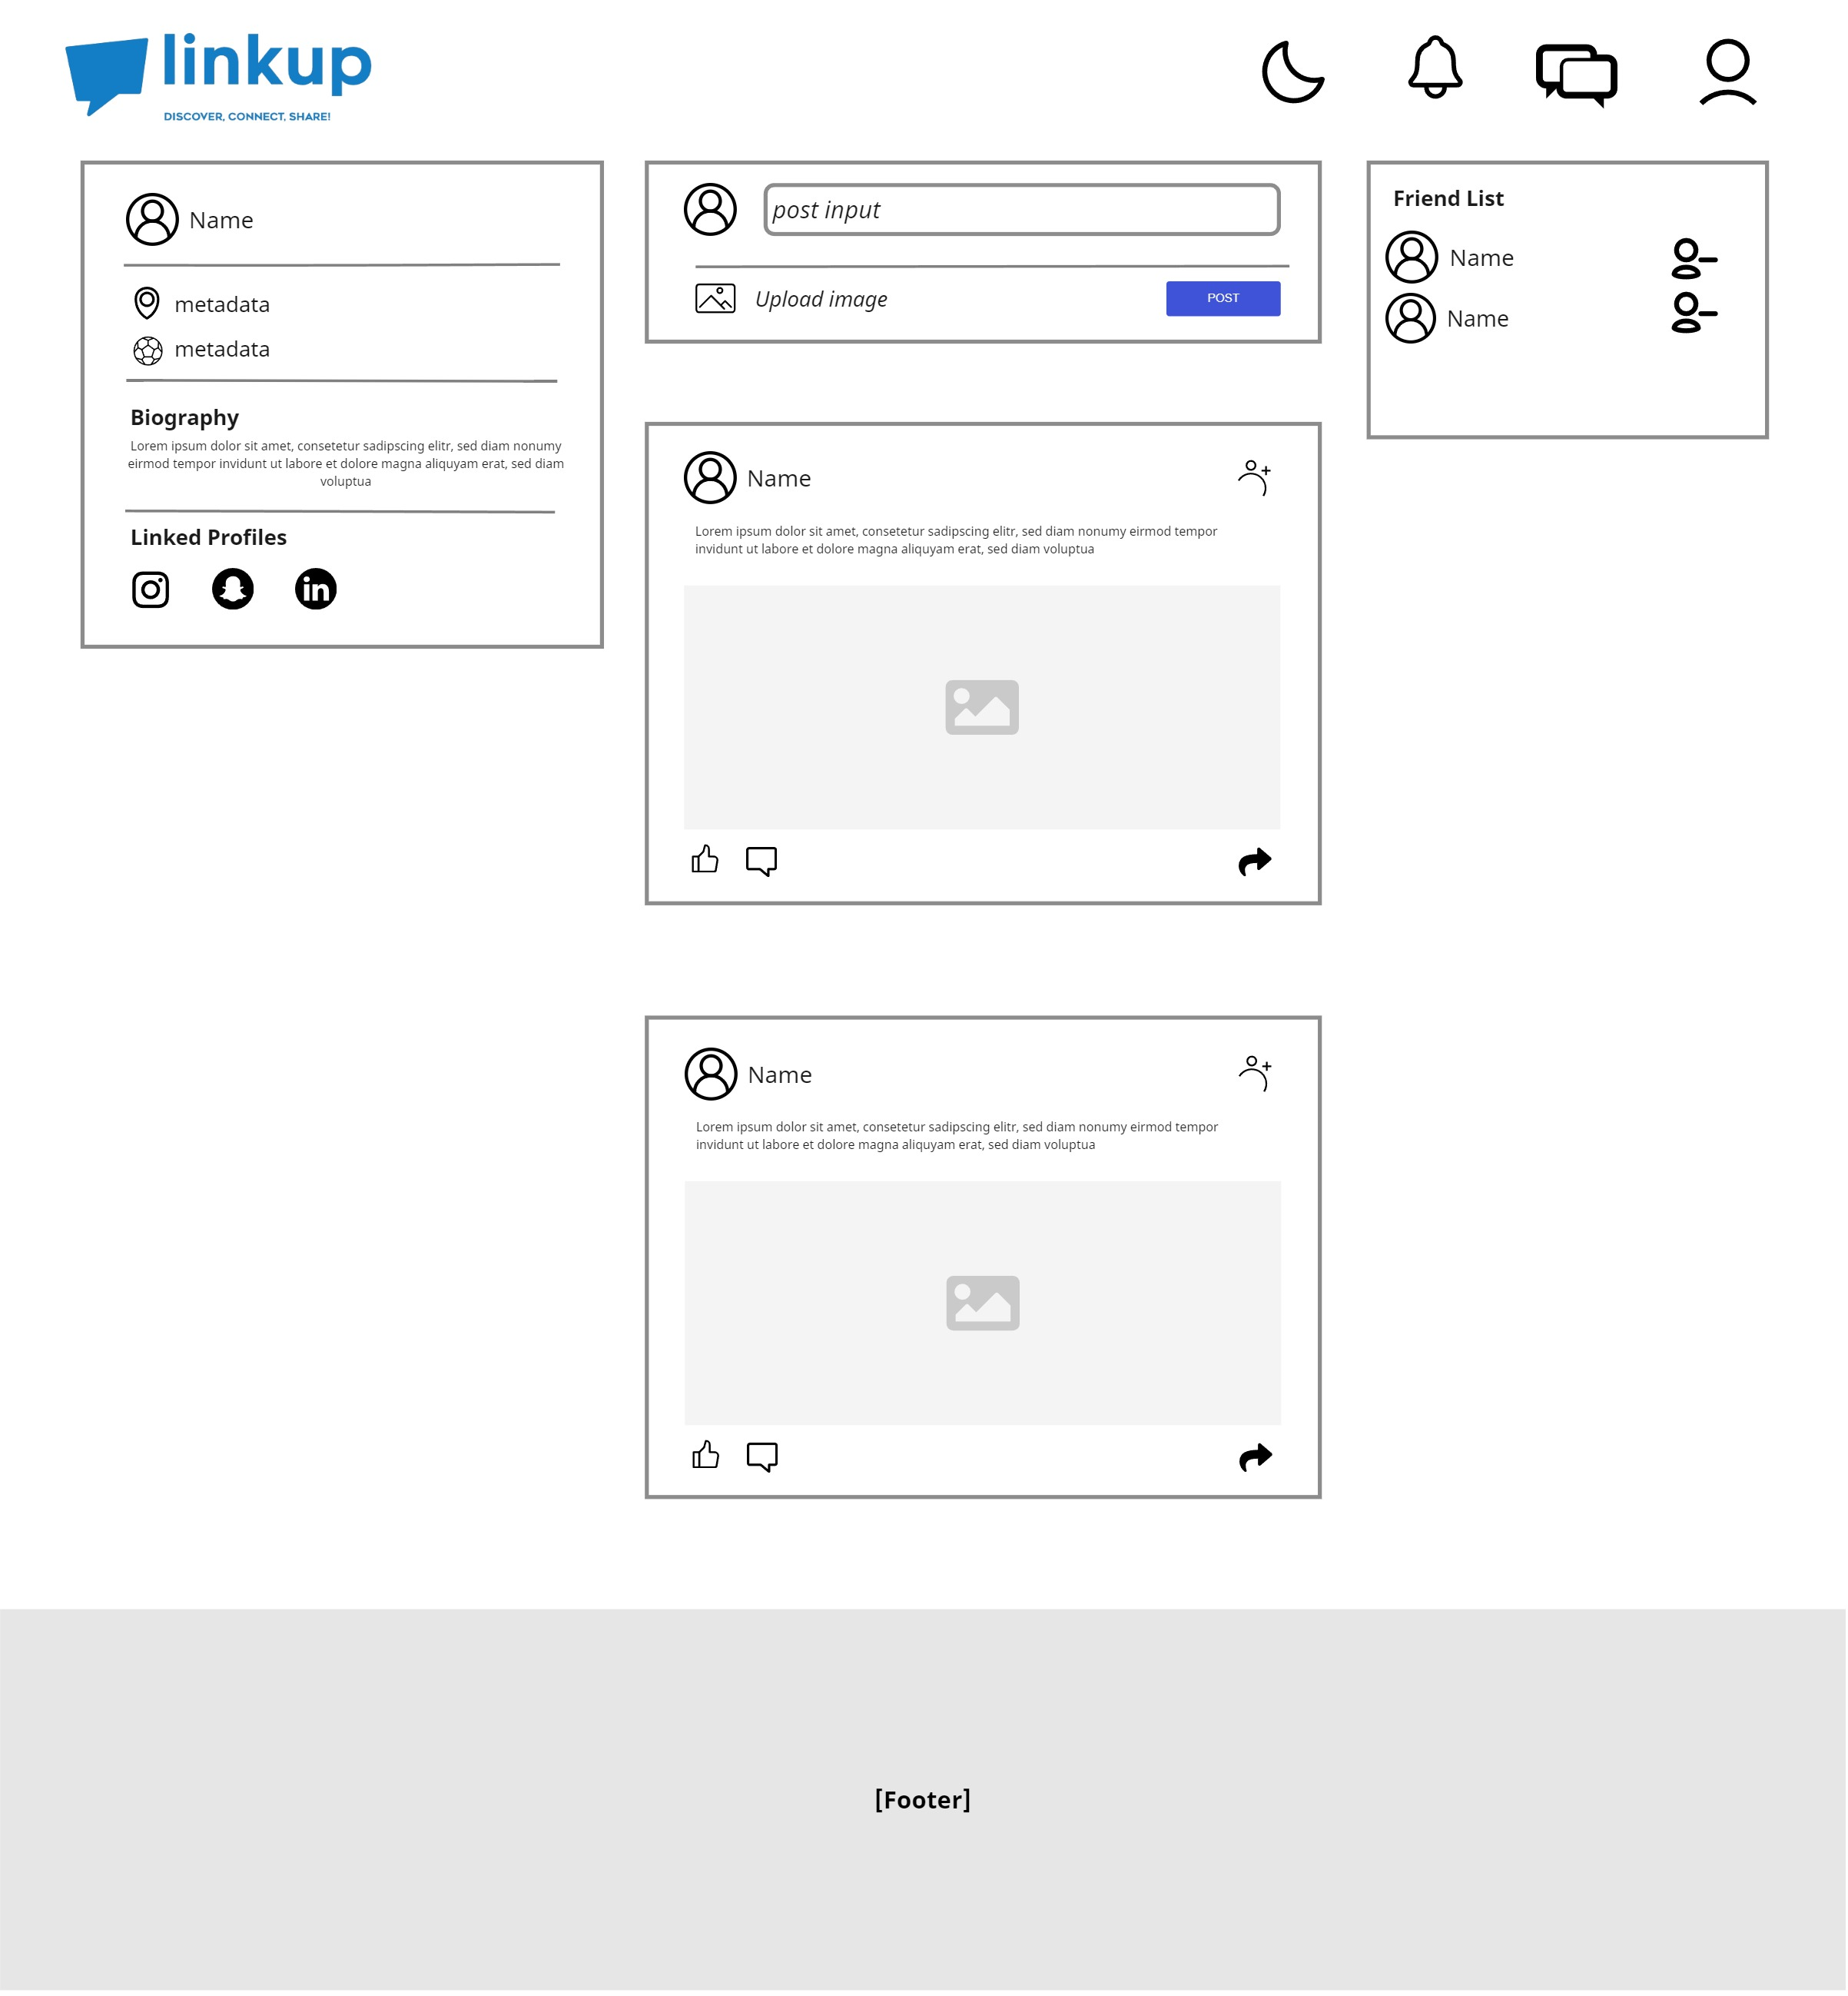 linkup
DISCOVER, CONNECT, SHARE!
Name
metadata
metadata
Biography
Lorem ipsum dolor sit amet, consetetur sadipscing elitr, sed diam nonumy
eirmod tempor invidunt ut labore et dolore magna aliquyam erat, sed diam
voluptua
Linked Profiles
in
post input
Upload image
POST
Name
Lorem ipsum dolor sit amet, consetetur sadipscing elitr, sed diam nonumy eirmod tempor
invidunt ut labore et dolore magna aliquyam erat, sed diam voluptua
Name
Lorem ipsum dolor sit amet, consetetur sadipscing elitr, sed diam nonumy eirmod tempor
invidunt ut labore et dolore magna aliquyam erat, sed diam voluptua
Friend List
Name
Name
[Footer]